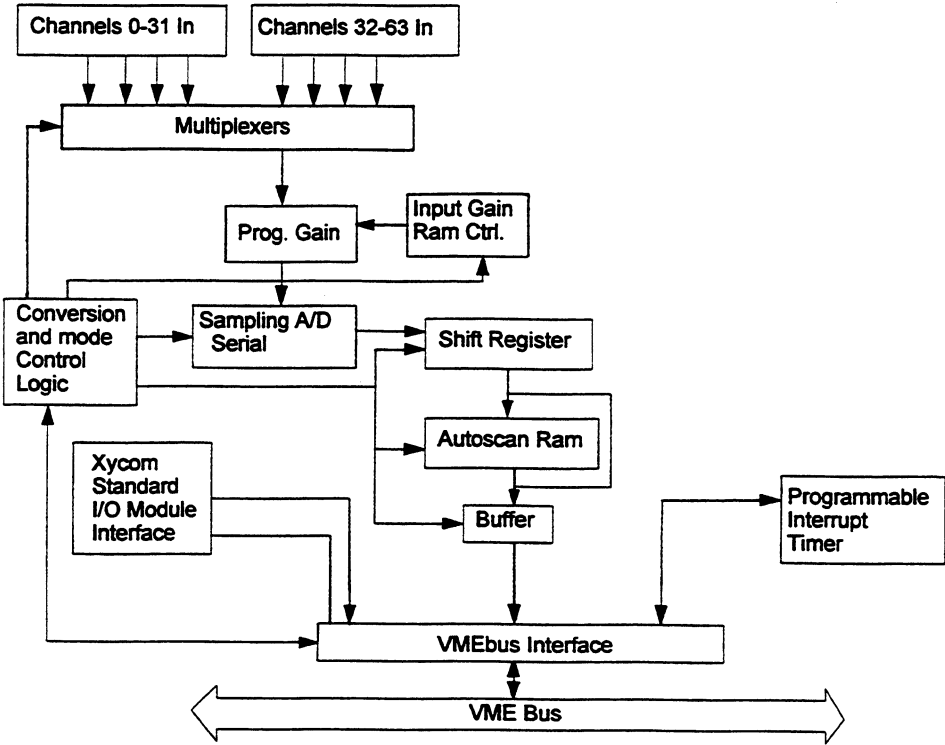 Channels 0-31 In
Channels 32-63 In
Multiplexers
Prog. Gain
Input Gain
Ram Ctrl.
Conversion
and mode
Control
Logic
Sampling A/D
Serial
Shift Register
Autoscan Ram
Xycom
Standard
I/O Module
Interface
Buffer
Programmable
Interrupt
Timer
VMEbus Interface
VME Bus